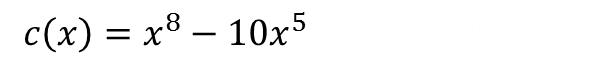 c(x) = x⁸ − 10x⁵